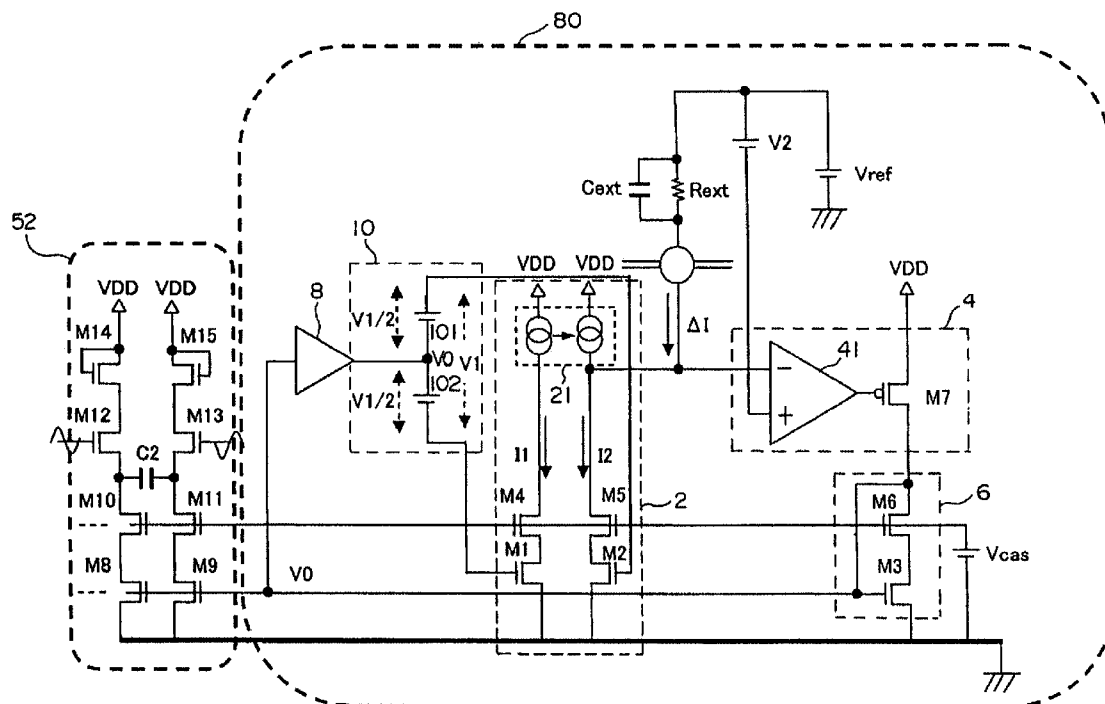 80
V2
Cext
Rext
Vref
52
10
VDD VDD
VDD
4
VDD VDD
8
V1/2
101
V0
V1
102
V1/2
21
ΔI
41
−
+
M7
M14
M15
M12
M13
C2
I1
I2
M10
M11
M4
M5
2
M6
6
M8
M9
V0
M1
M2
M3
Vcas